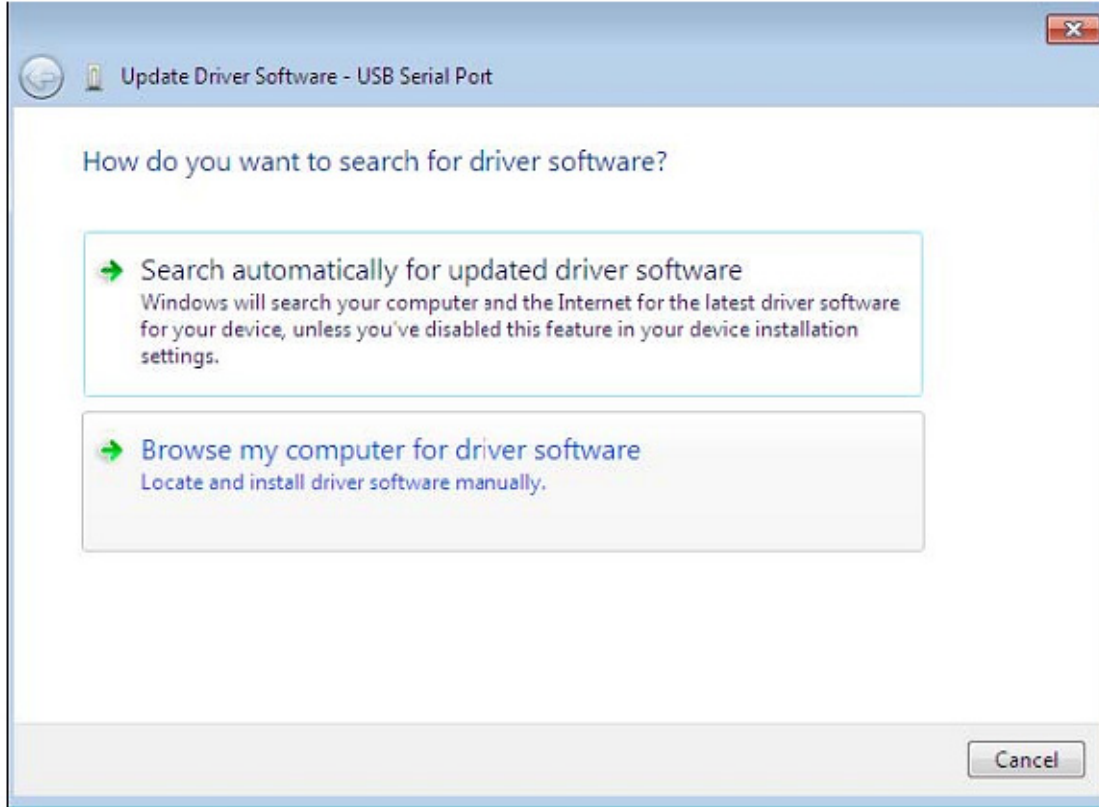 Update Driver Software - USB Serial Port
How do you want to search for driver software?
Search automatically for updated driver software
Windows will search your computer and the Internet for the latest driver software
for your device, unless you've disabled this feature in your device installation
settings.
Browse my computer for driver software
Locate and install driver software manually.
Cancel